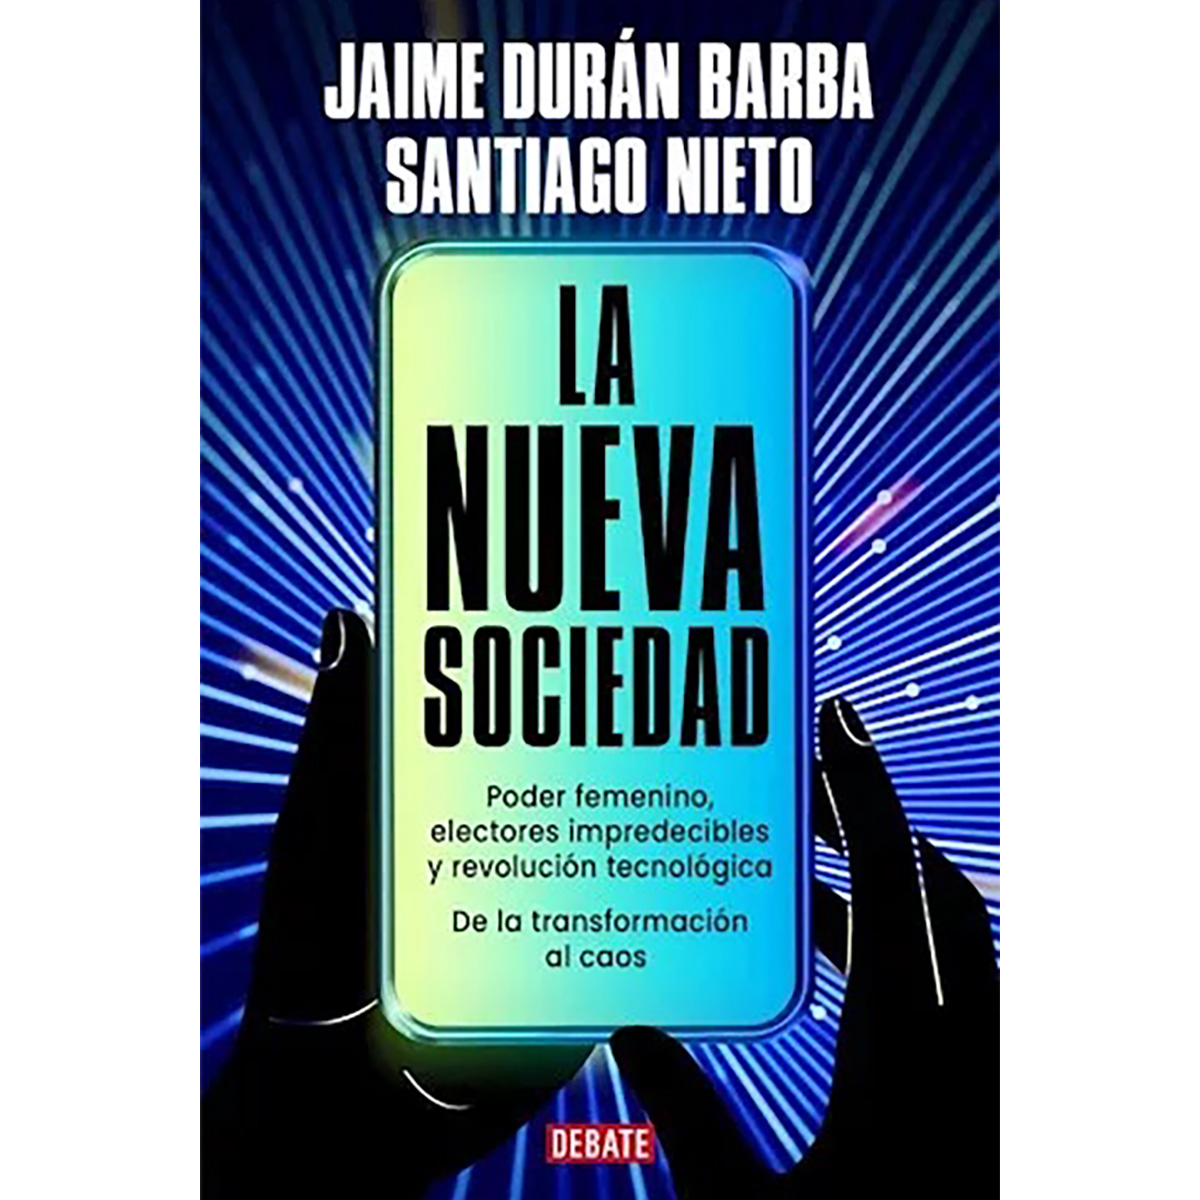 JAIME DURÁN BARBA
SANTIAGO NIETO
LA
NUEVA
SOCIEDAD
Poder femenino,
electores impredecibles
y revolución tecnológica
De la transformación
al caos
DEBATE